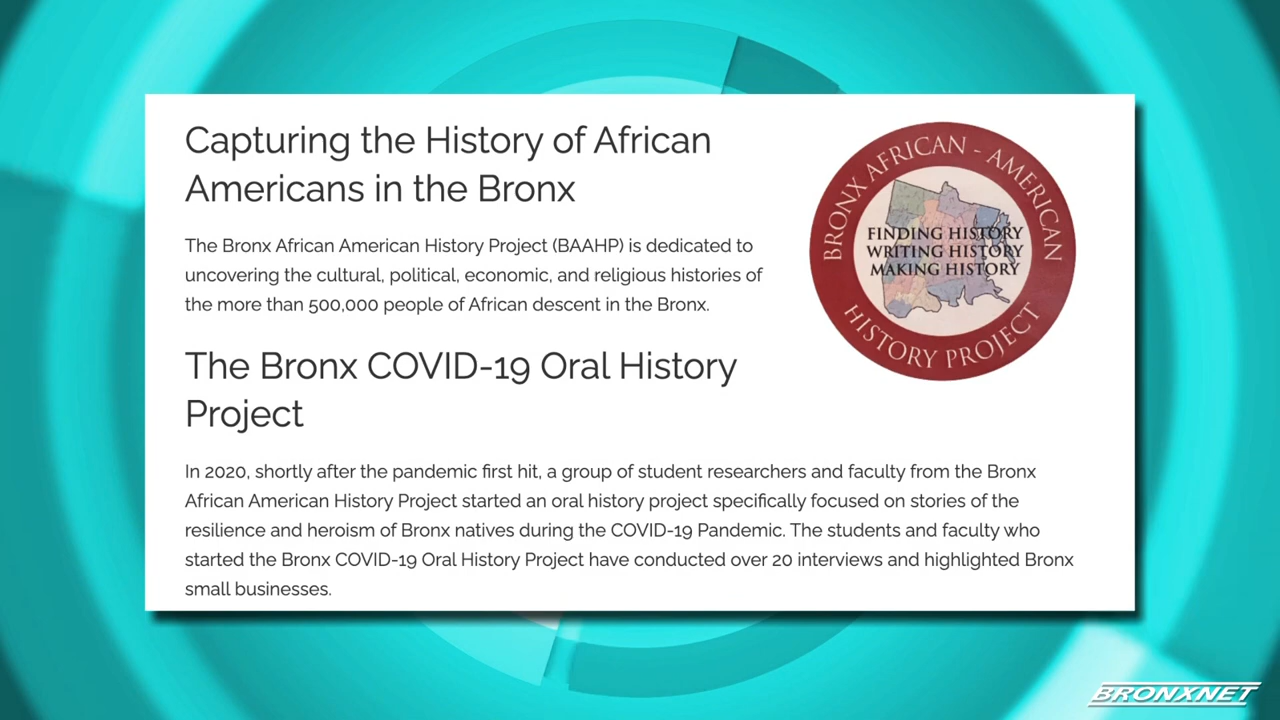 Capturing the History of African
Americans in the Bronx
The Bronx African American History Project (BAAHP) is dedicated to
uncovering the cultural, political, economic, and religious histories of
the more than 500,000 people of African descent in the Bronx.
BRONX AFRICAN - AMERICAN
FINDING HISTORY
WRITING HISTORY
MAKING HISTORY
HISTORY PROJECT
The Bronx COVID-19 Oral History
Project
In 2020, shortly after the pandemic first hit, a group of student researchers and faculty from the Bronx
African American History Project started an oral history project specifically focused on stories of the
resilience and heroism of Bronx natives during the COVID-19 Pandemic. The students and faculty who
started the Bronx COVID-19 Oral History Project have conducted over 20 interviews and highlighted Bronx
small businesses.
BRONXNET